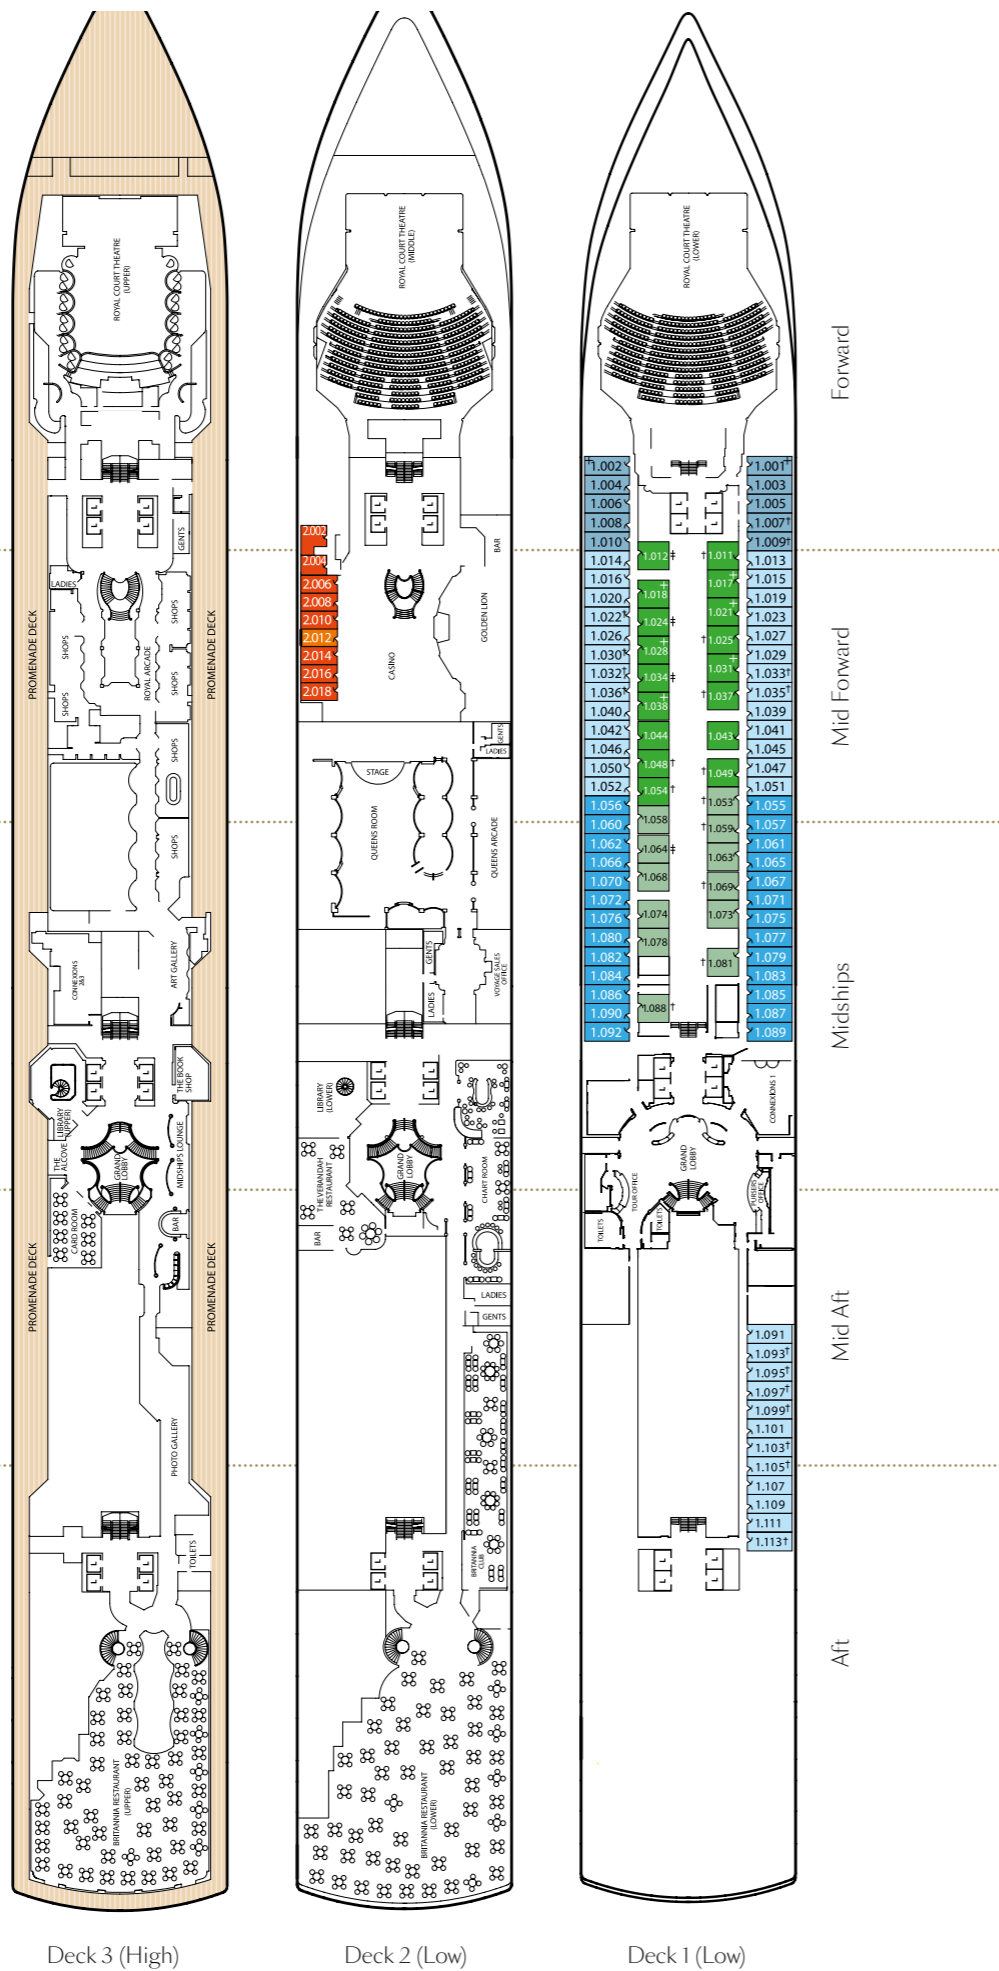 ROYAL COURT THEATRE
(UPPER)
GENTS
LADIES
SHOPS
SHOPS
SHOPS
SHOPS
ROYAL ARCADE
SHOPS
SHOPS
PROMENADE DECK
PROMENADE DECK
CONNEXIONS
2&3
ART GALLERY
THE BOOK
SHOP
LIBRARY
(UPPER)
THE
ALCOVE
GRAND
LOBBY
MIDSHIPS LOUNGE
CARD ROOM
BAR
PROMENADE DECK
PROMENADE DECK
PHOTO GALLERY
TOILETS
BRITANNIA RESTAURANT
(UPPER)
Deck 3 (High)
ROYAL COURT THEATRE
(MIDDLE)
2.002
2.004
2.006
2.008
2.010
2.012
2.014
2.016
2.018
CASINO
BAR
GOLDEN LION
GENTS
LADIES
STAGE
QUEENS ROOM
QUEENS ARCADE
GENTS
LADIES
VOYAGE SALES
OFFICE
LIBRARY
(LOWER)
GRAND
LOBBY
THE VERANDAH
RESTAURANT
BAR
CHART ROOM
LADIES
GENTS
BRITANNIA
CLUB
BRITANNIA RESTAURANT
(LOWER)
Deck 2 (Low)
ROYAL COURT THEATRE
(LOWER)
†1.002
1.004
1.006
1.008
1.010
1.014
1.016
1.020
1.022†
1.026
1.030†
1.032†
1.036†
1.040
1.042
1.046
1.050
1.052
1.056
1.060
1.062
1.066
1.070
1.072
1.076
1.080
1.082
1.084
1.086
1.090
1.092
1.012 ‡
1.018 +
1.024 ‡
1.028 +
1.034 ‡
1.038 +
1.044
1.048 †
1.054 †
1.058
1.064 ‡
1.068
1.074
1.078
1.088 †
† 1.011
1.017 +
1.021 +
† 1.025
1.031 +
† 1.037
1.043
† 1.049
† 1.053
† 1.059
1.063
† 1.069
1.073
† 1.081
1.001†
1.003
1.005
1.007†
1.009†
1.013
1.015
1.019
1.023
1.027
1.029
1.033†
1.035†
1.039
1.041
1.045
1.047
1.051
1.055
1.057
1.061
1.065
1.067
1.071
1.075
1.077
1.079
1.083
1.085
1.087
1.089
CONNEXIONS 1
GRAND
LOBBY
TOUR OFFICE
PURSERS
OFFICE
TOILETS
TOILETS
1.091
1.093†
1.095†
1.097†
1.099†
1.101
1.103†
1.105†
1.107
1.109
1.111
1.113†
Deck 1 (Low)
Forward
Mid Forward
Midships
Mid Aft
Aft